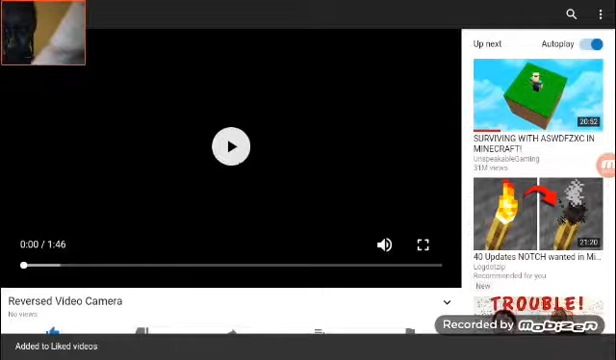 Up next
Autoplay
20:52
SURVIVING WITH ASWDFZXC IN
MINECRAFT!
UnspeakableGaming
31M views
0:00 / 1:46
21:20
40 Updates NOTCH wanted in Mi...
Logdotzip
Recommended for you
New
Reversed Video Camera
No views
TROUBLE!
Recorded by
MOBIZEN
Added to Liked videos